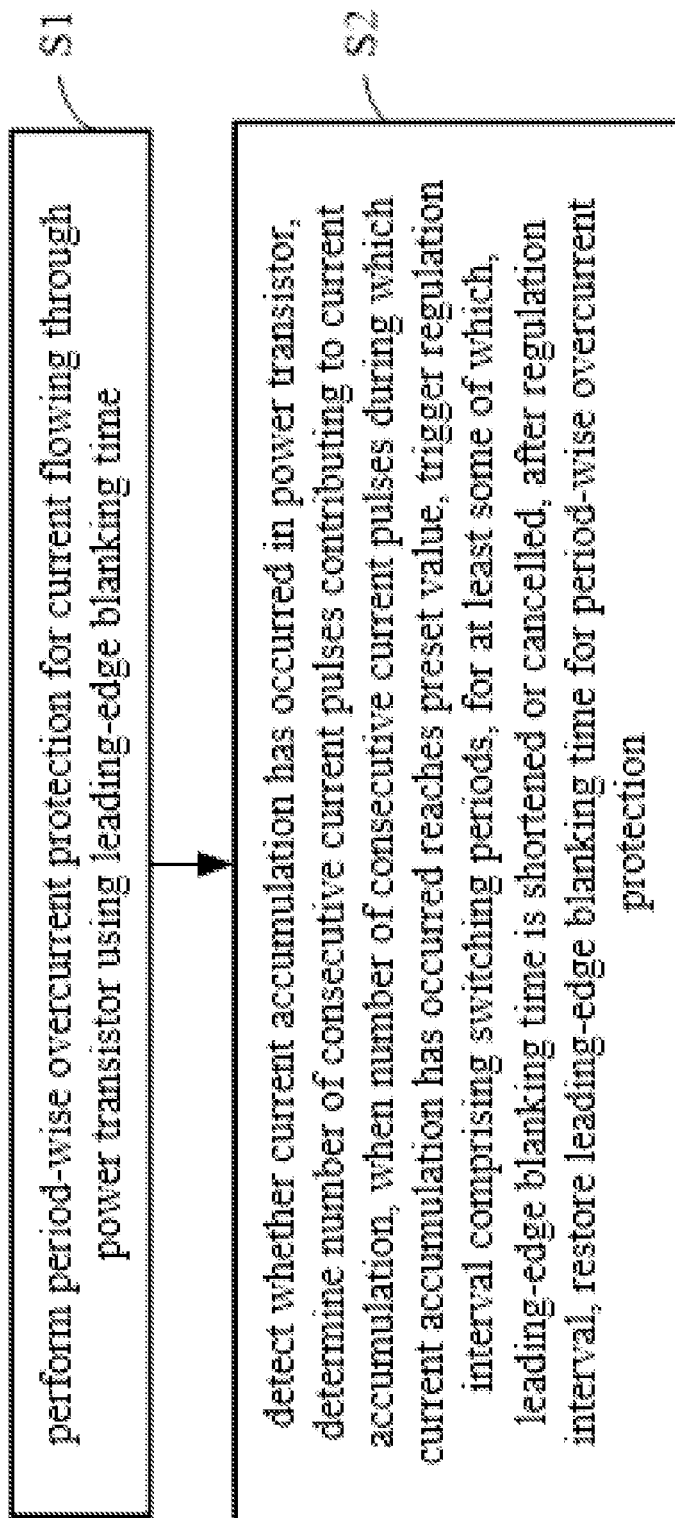 S1
perform period-wise overcurrent protection for current flowing through
power transistor using leading-edge blanking time
S2
detect whether current accumulation has occurred in power transistor,
determine number of consecutive current pulses contributing to current
accumulation, when number of consecutive current pulses during which
current accumulation has occurred reaches preset value, trigger regulation
interval comprising switching periods, for at least some of which,
leading-edge blanking time is shortened or cancelled, after regulation
interval, restore leading-edge blanking time for period-wise overcurrent
protection